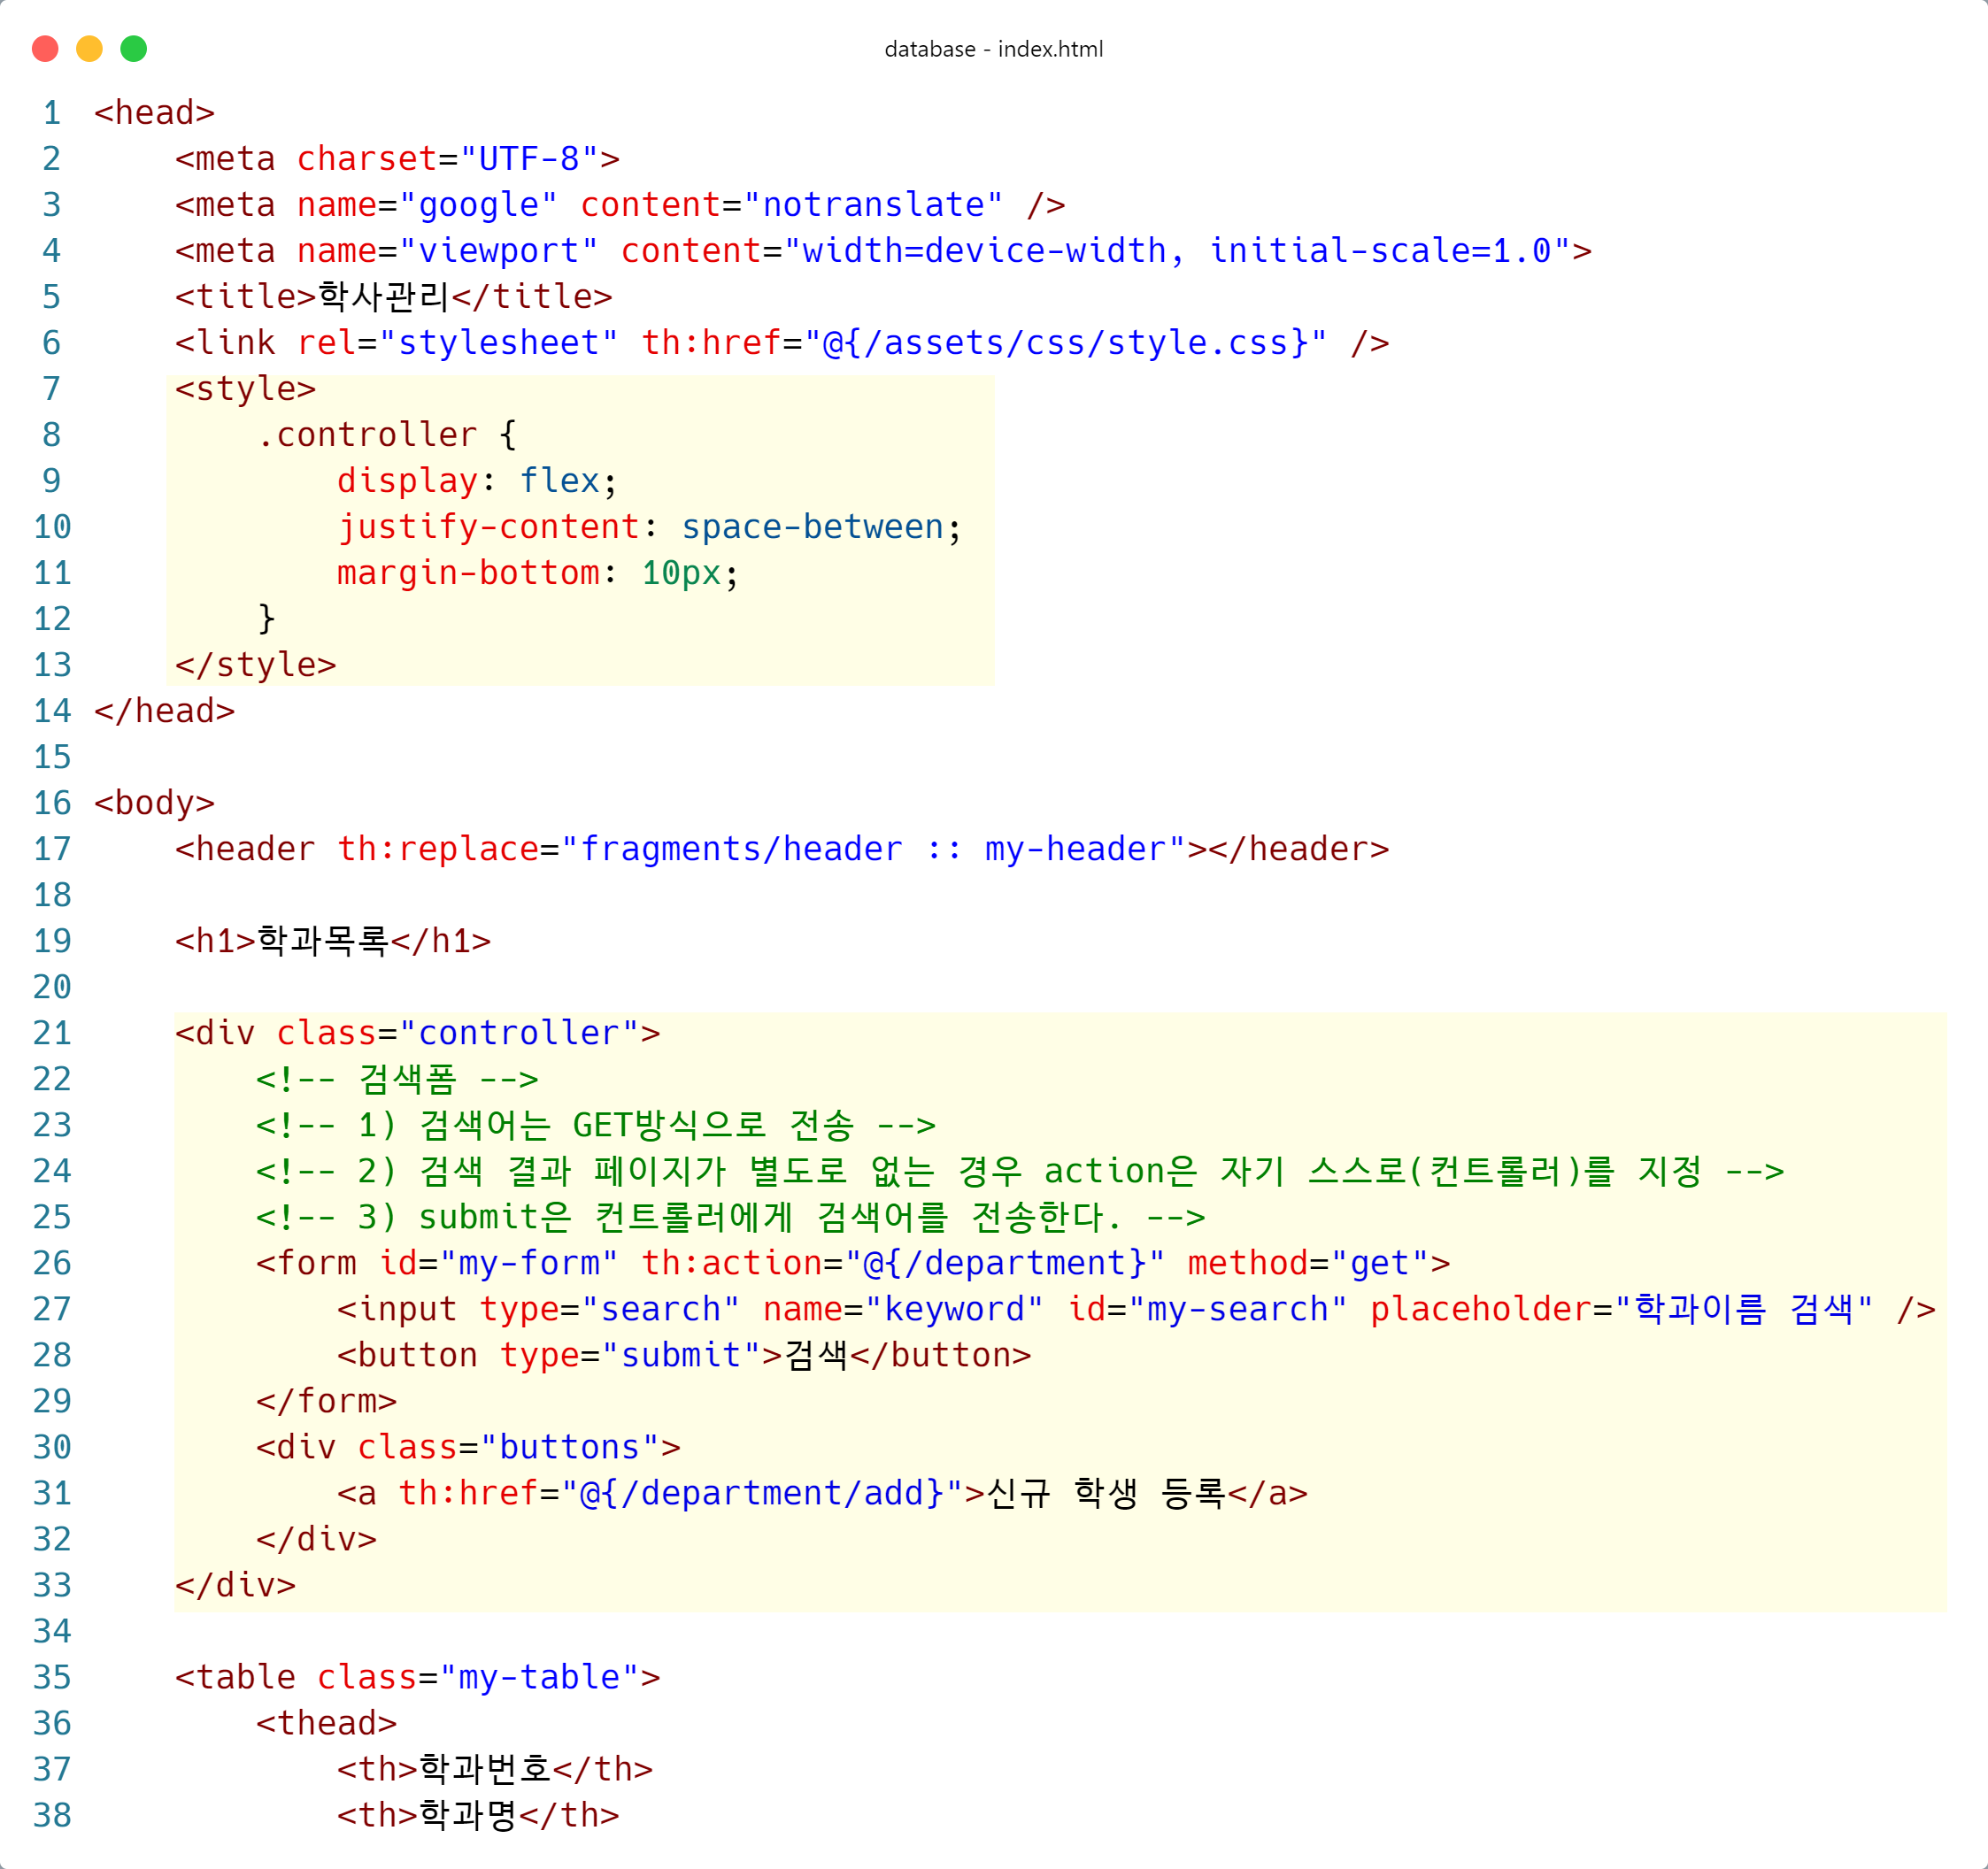 database - index.html
1 <head>
2     <meta charset="UTF-8">
3     <meta name="google" content="notranslate" />
4     <meta name="viewport" content="width=device-width, initial-scale=1.0">
5     <title>학사관리</title>
6     <link rel="stylesheet" th:href="@{/assets/css/style.css}" />
7     <style>
8         .controller {
9             display: flex;
10             justify-content: space-between;
11             margin-bottom: 10px;
12         }
13     </style>
14 </head>
15
16 <body>
17     <header th:replace="fragments/header :: my-header"></header>
18
19     <h1>학과목록</h1>
20
21     <div class="controller">
22         <!-- 검색폼 -->
23         <!-- 1) 검색어는 GET방식으로 전송 -->
24         <!-- 2) 검색 결과 페이지가 별도로 없는 경우 action은 자기 스스로(컨트롤러)를 지정 -->
25         <!-- 3) submit은 컨트롤러에게 검색어를 전송한다. -->
26         <form id="my-form" th:action="@{/department}" method="get">
27             <input type="search" name="keyword" id="my-search" placeholder="학과이름 검색" />
28             <button type="submit">검색</button>
29         </form>
30         <div class="buttons">
31             <a th:href="@{/department/add}">신규 학생 등록</a>
32         </div>
33     </div>
34
35     <table class="my-table">
36         <thead>
37             <th>학과번호</th>
38             <th>학과명</th>